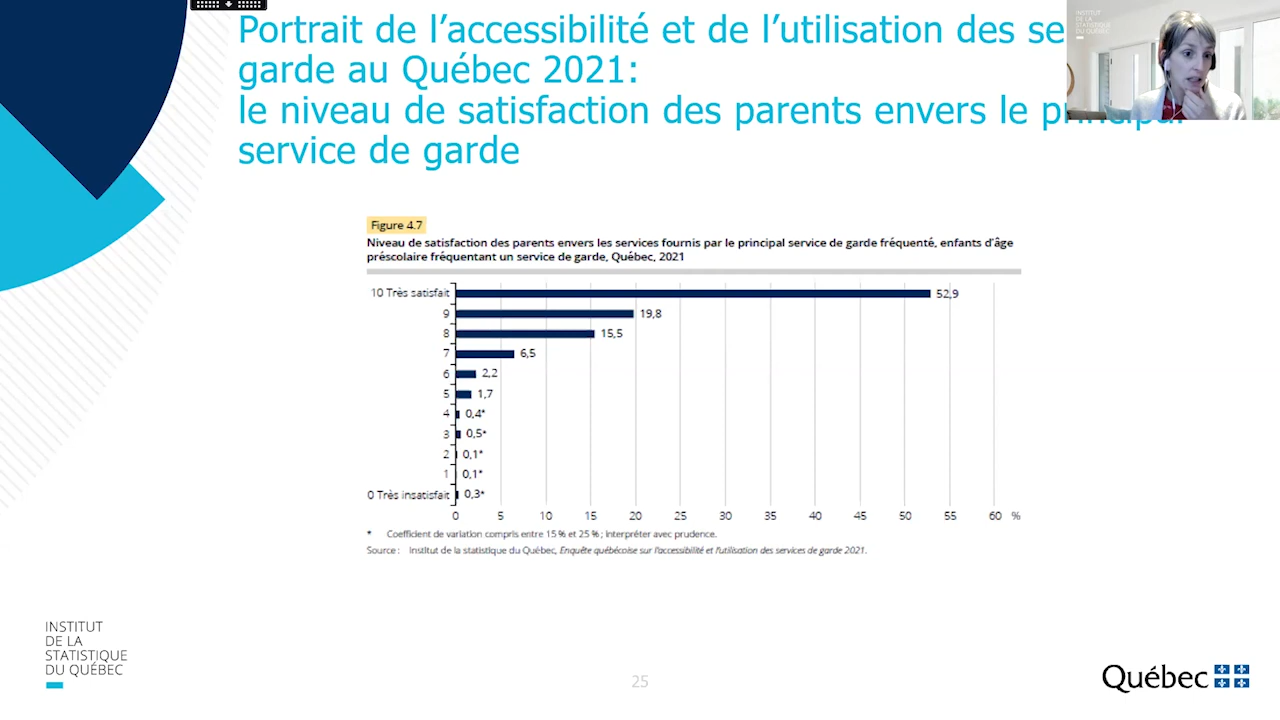 Portrait de l'accessibilité et de l'utilisation des se
garde au Québec 2021:
le niveau de satisfaction des parents envers le principal
service de garde
INSTITUT
DE LA
STATISTIQUE
DU QUÉBEC
Figure 4.7
Niveau de satisfaction des parents envers les services fournis par le principal service de garde fréquenté, enfants d'âge
préscolaire fréquentant un service de garde, Québec, 2021
10 Très satisfait 52,9
9 19,8
8 15,5
7 6,5
6 2,2
5 1,7
4 0,4*
3 0,5*
2 0,1*
1 0,1*
0 Très insatisfait 0,3*
0 5 10 15 20 25 30 35 40 45 50 55 60 %
* Coefficient de variation compris entre 15 % et 25 % ; interpréter avec prudence.
Source : Institut de la statistique du Québec, Enquête québécoise sur l'accessibilité et l'utilisation des services de garde 2021.
INSTITUT
DE LA
STATISTIQUE
DU QUÉBEC
25
Québec